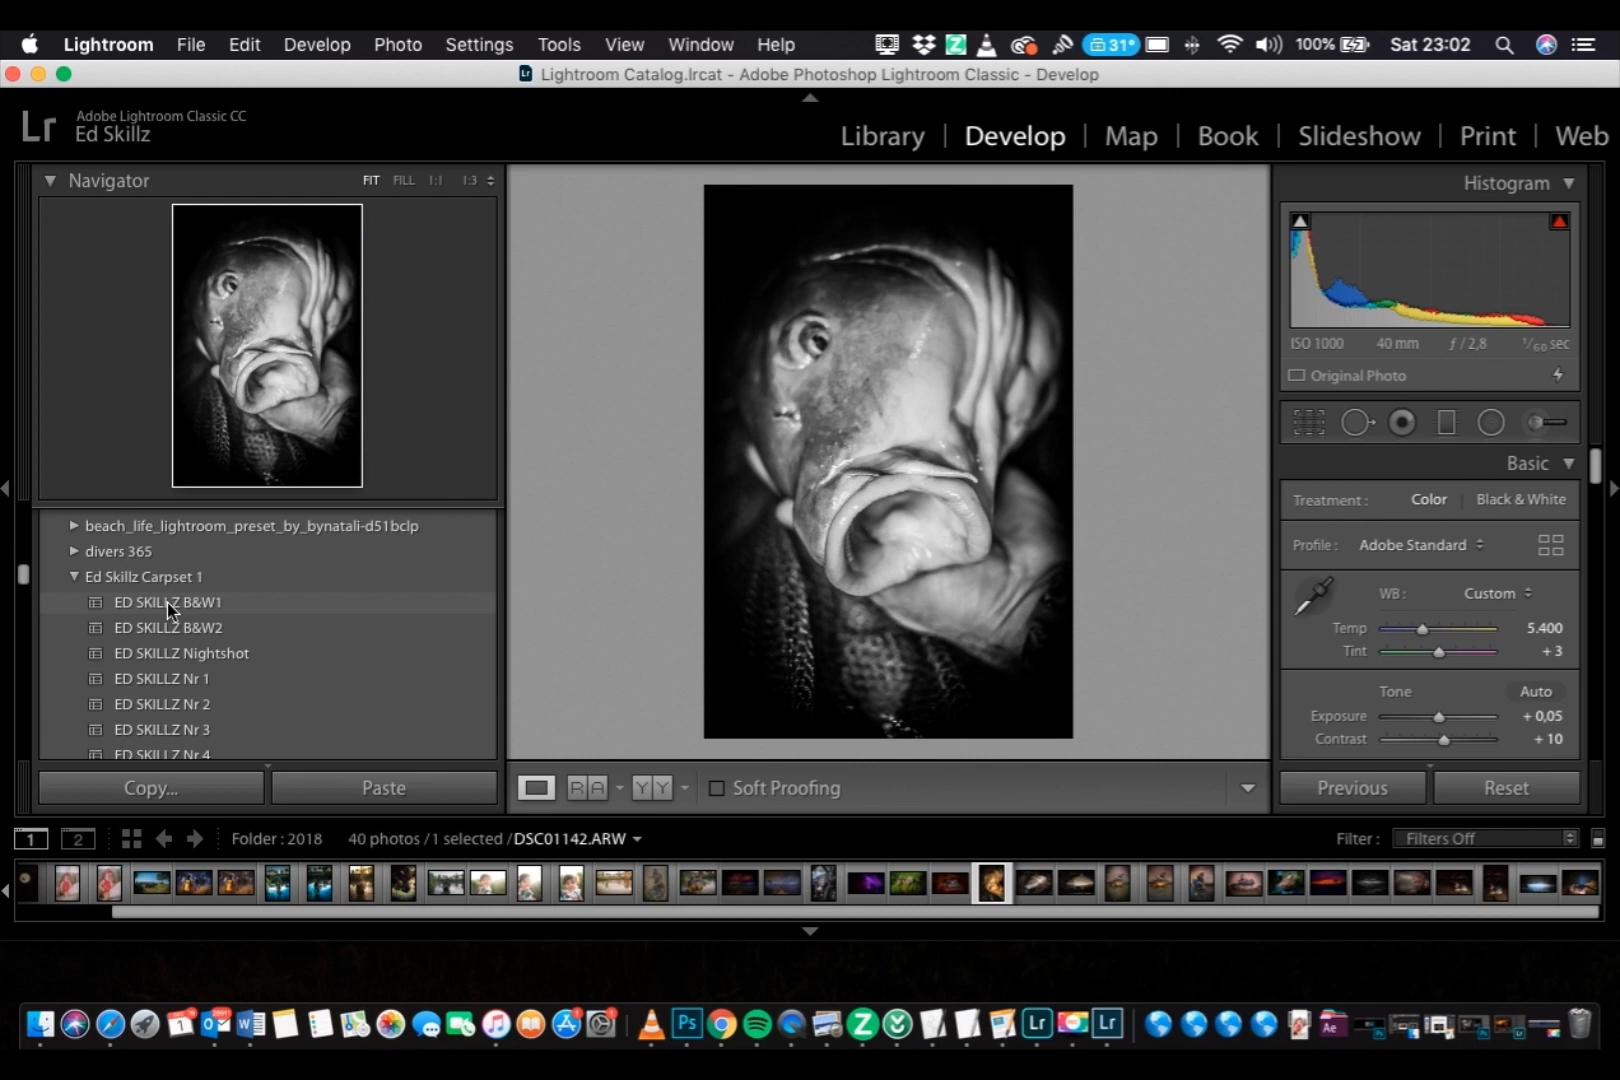 Lightroom File Edit Develop Photo Settings Tools View Window Help 31° 100% Sat 23:02
Lr Lightroom Catalog.lrcat - Adobe Photoshop Lightroom Classic - Develop
Lr Adobe Lightroom Classic CC
Ed Skillz
Library | Develop | Map | Book | Slideshow | Print | Web
Navigator FIT FILL 1:1 1:3
Histogram
ISO 1000 40 mm ƒ / 2,8 1/60 sec
Original Photo
Basic
Treatment : Color Black & White
Profile : Adobe Standard
WB : Custom
Temp 5.400
Tint + 3
Tone Auto
Exposure + 0,05
Contrast + 10
beach_life_lightroom_preset_by_bynatali-d51bclp
divers 365
Ed Skillz Carpset 1
ED SKILLZ B&W1
ED SKILLZ B&W2
ED SKILLZ Nightshot
ED SKILLZ Nr 1
ED SKILLZ Nr 2
ED SKILLZ Nr 3
ED SKILLZ Nr 4
Copy... Paste
R A Y Y Soft Proofing
Previous Reset
1 2 Folder : 2018 40 photos / 1 selected / DSC01142.ARW Filter : Filters Off
Ps Lr Lr Ae